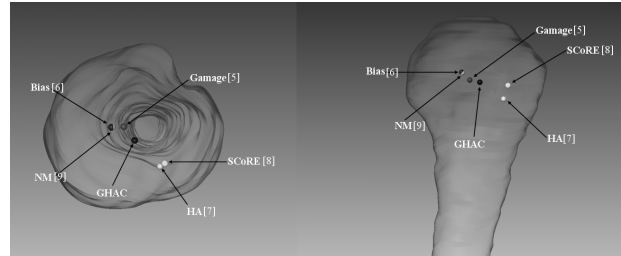 Gamage[5]
Bias[6]
NM[9]
GHAC
SCoRE[8]
HA[7]
Gamage[5]
SCoRE [8]
Bias[6]
NM[9]
GHAC
HA[7]